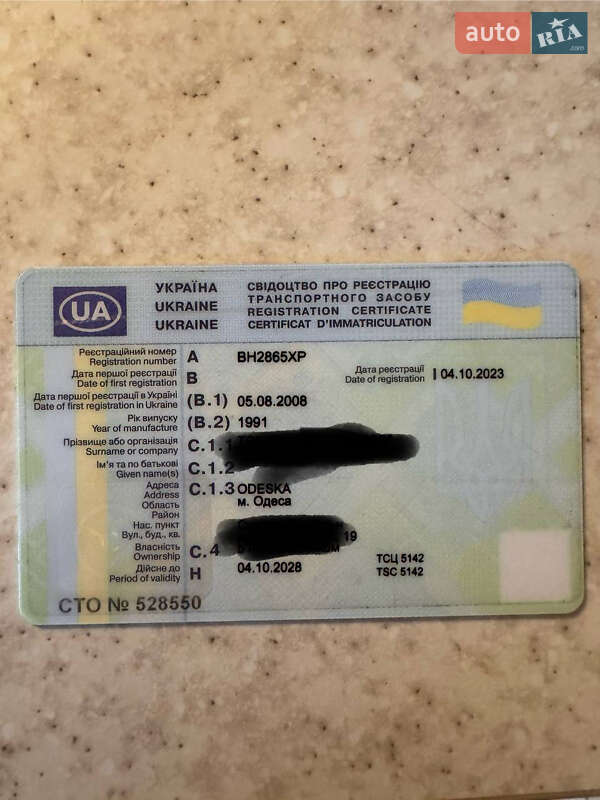 auto RIA .com
УКРАЇНА
UKRAINE
UKRAINE
СВІДОЦТВО ПРО РЕЄСТРАЦІЮ
ТРАНСПОРТНОГО ЗАСОБУ
REGISTRATION CERTIFICATE
CERTIFICAT D'IMMATRICULATION
UA
Реєстраційний номер
Registration number
A BH2865XP
Дата першої реєстрації
Date of first registration
B
Дата реєстрації
Date of registration
I 04.10.2023
Дата першої реєстрації в Україні
Date of first registration in Ukraine
(B.1) 05.08.2008
Рік випуску
Year of manufacture
(B.2) 1991
Прізвище або організація
Surname or company
C.1.1
Ім'я та по батькові
Given name(s)
C.1.2
Адреса
Address
Область
Район
C.1.3 ODESKA
м. Одеса
Нас. пункт
Вул., буд., кв.
19
Власність
Ownership
C.4
Дійсне до
Period of validity
H 04.10.2028
ТСЦ 5142
TSC 5142
СТО № 528550